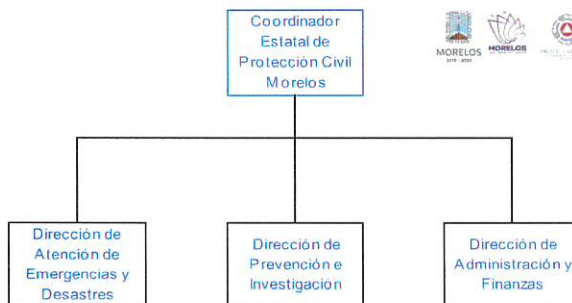 Coordinador
Estatal de
Protección Civil
Morelos
MORELOS
MORELOS
Dirección de
Atención de
Emergencias y
Desastres
Dirección de
Prevención e
Investigación
Dirección de
Administración y
Finanzas